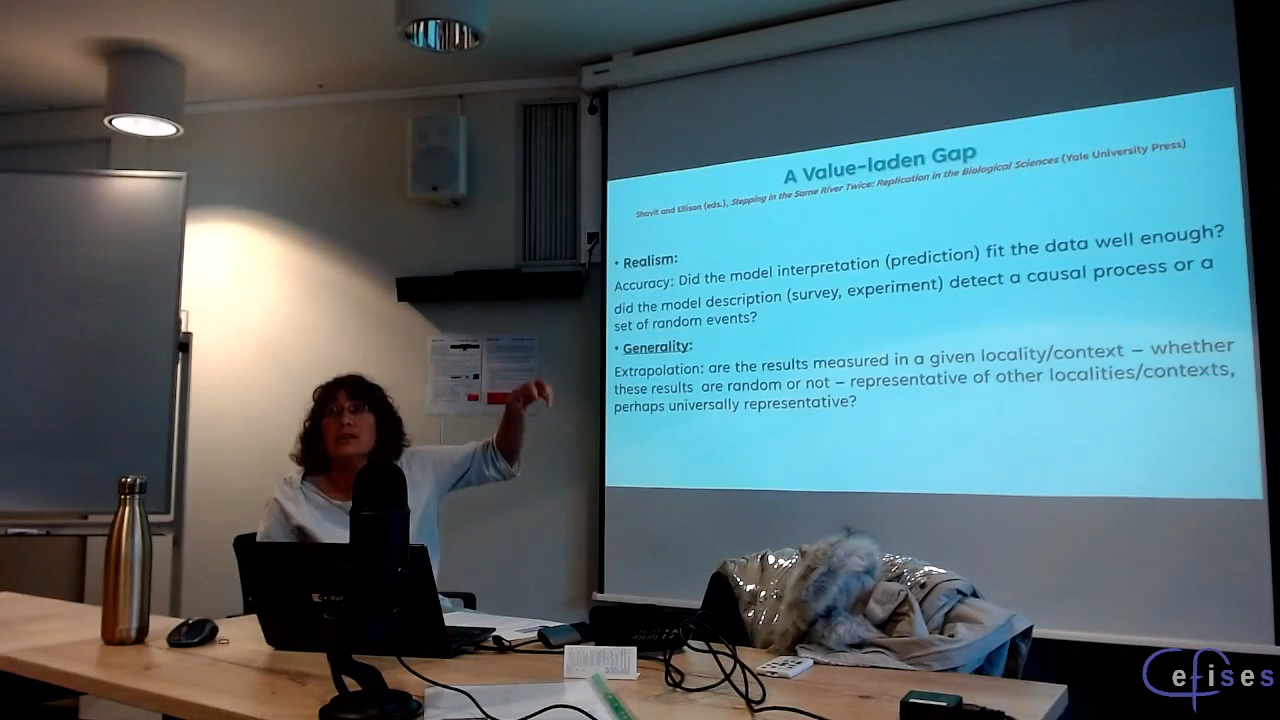 A Value-laden Gap
Shavit and Ellison (eds.), Stepping in the Same River Twice: Replication in the Biological Sciences (Yale University Press)
• Realism:
Accuracy: Did the model interpretation (prediction) fit the data well enough?
did the model description (survey, experiment) detect a causal process or a
set of random events?
• Generality:
Extrapolation: are the results measured in a given locality/context – whether
these results are random or not – representative of other localities/contexts,
perhaps universally representative?
Cefises